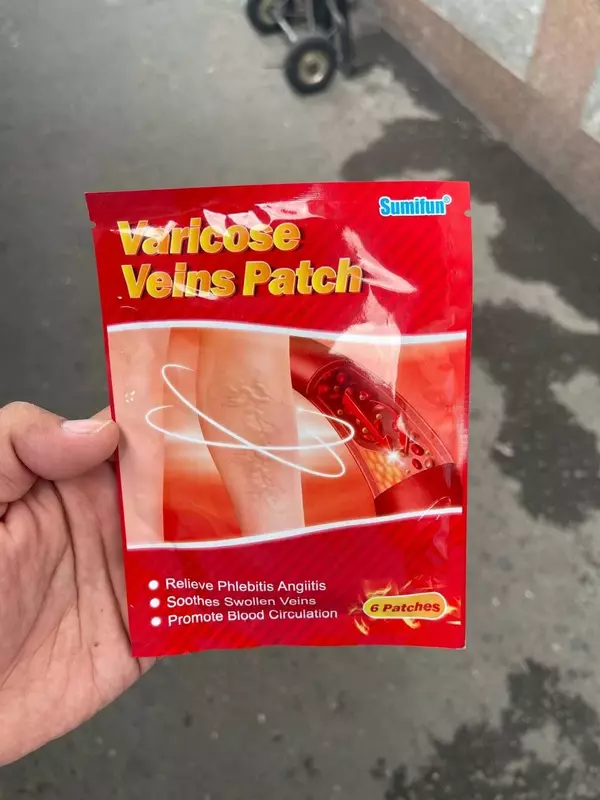 Sumifun®
Varicose
Veins Patch
Relieve Phlebitis Angiitis
Soothes Swollen Veins
Promote Blood Circulation
6 Patches